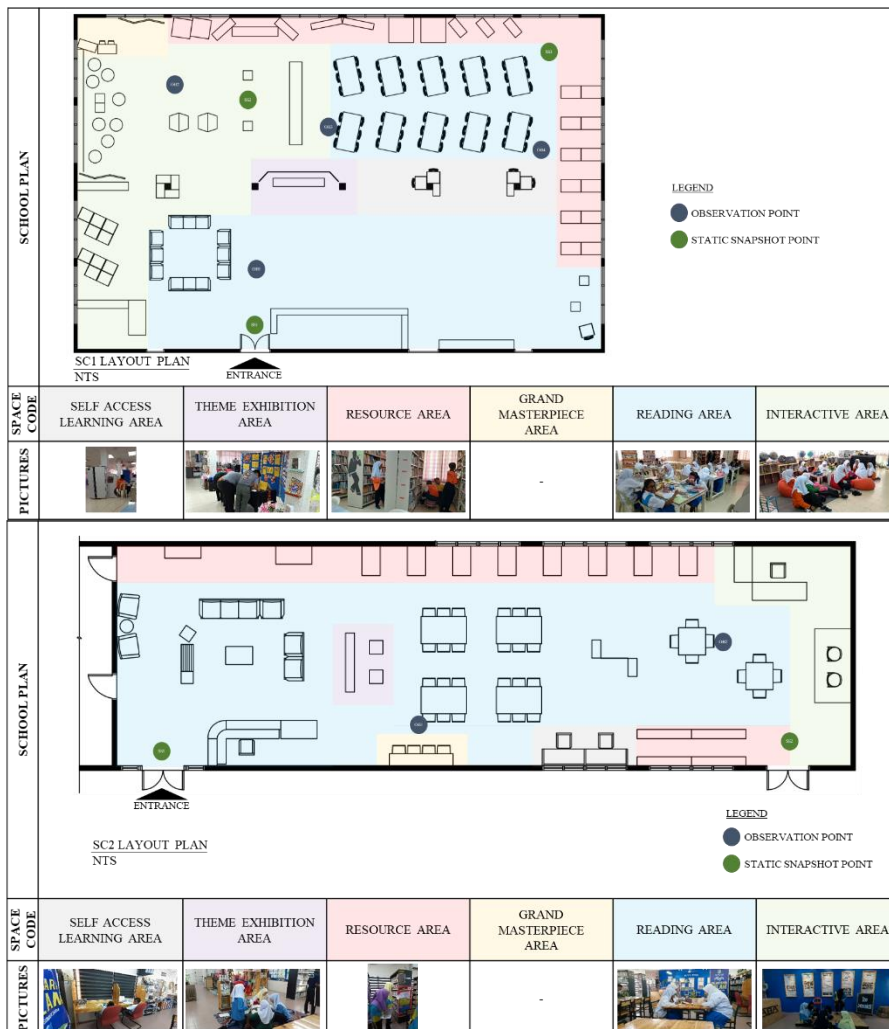 SCHOOL PLAN
LEGEND
OBSERVATION POINT
STATIC SNAPSHOT POINT
SC1 LAYOUT PLAN
NTS
ENTRANCE
SPACE CODE
SELF ACCESS LEARNING AREA
THEME EXHIBITION AREA
RESOURCE AREA
GRAND MASTERPIECE AREA
READING AREA
INTERACTIVE AREA
PICTURES
-
SCHOOL PLAN
ENTRANCE
SC2 LAYOUT PLAN
NTS
LEGEND
OBSERVATION POINT
STATIC SNAPSHOT POINT
SPACE CODE
SELF ACCESS LEARNING AREA
THEME EXHIBITION AREA
RESOURCE AREA
GRAND MASTERPIECE AREA
READING AREA
INTERACTIVE AREA
PICTURES
-